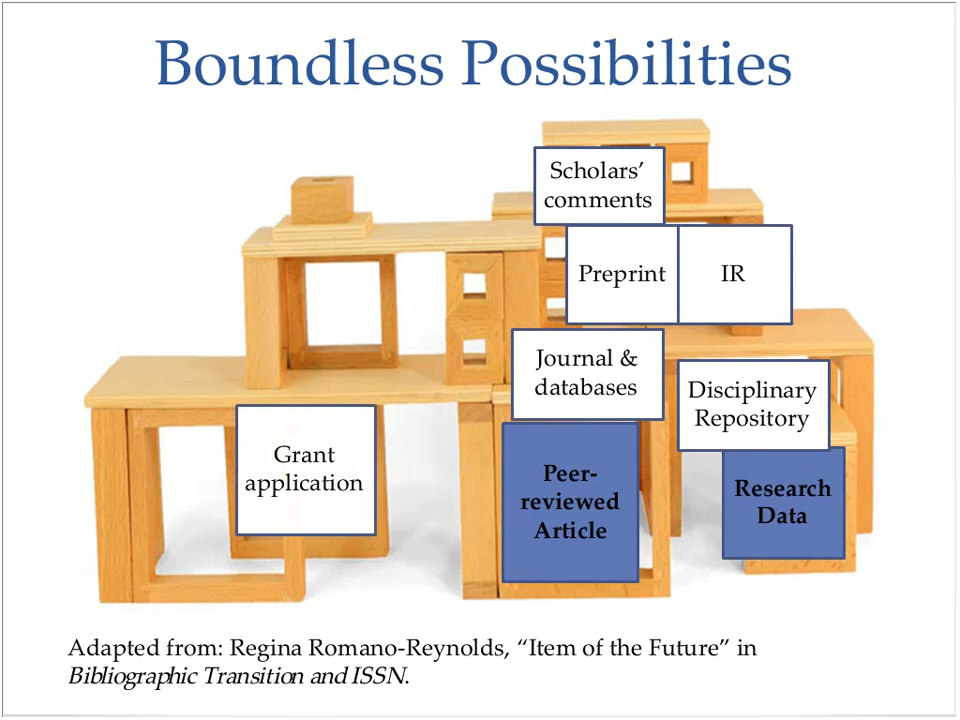 Boundless Possibilities
Scholars’
comments
Preprint
IR
Journal &
databases
Disciplinary
Repository
Grant
application
Peer-
reviewed
Article
Research
Data
Adapted from: Regina Romano-Reynolds, “Item of the Future” in
Bibliographic Transition and ISSN.